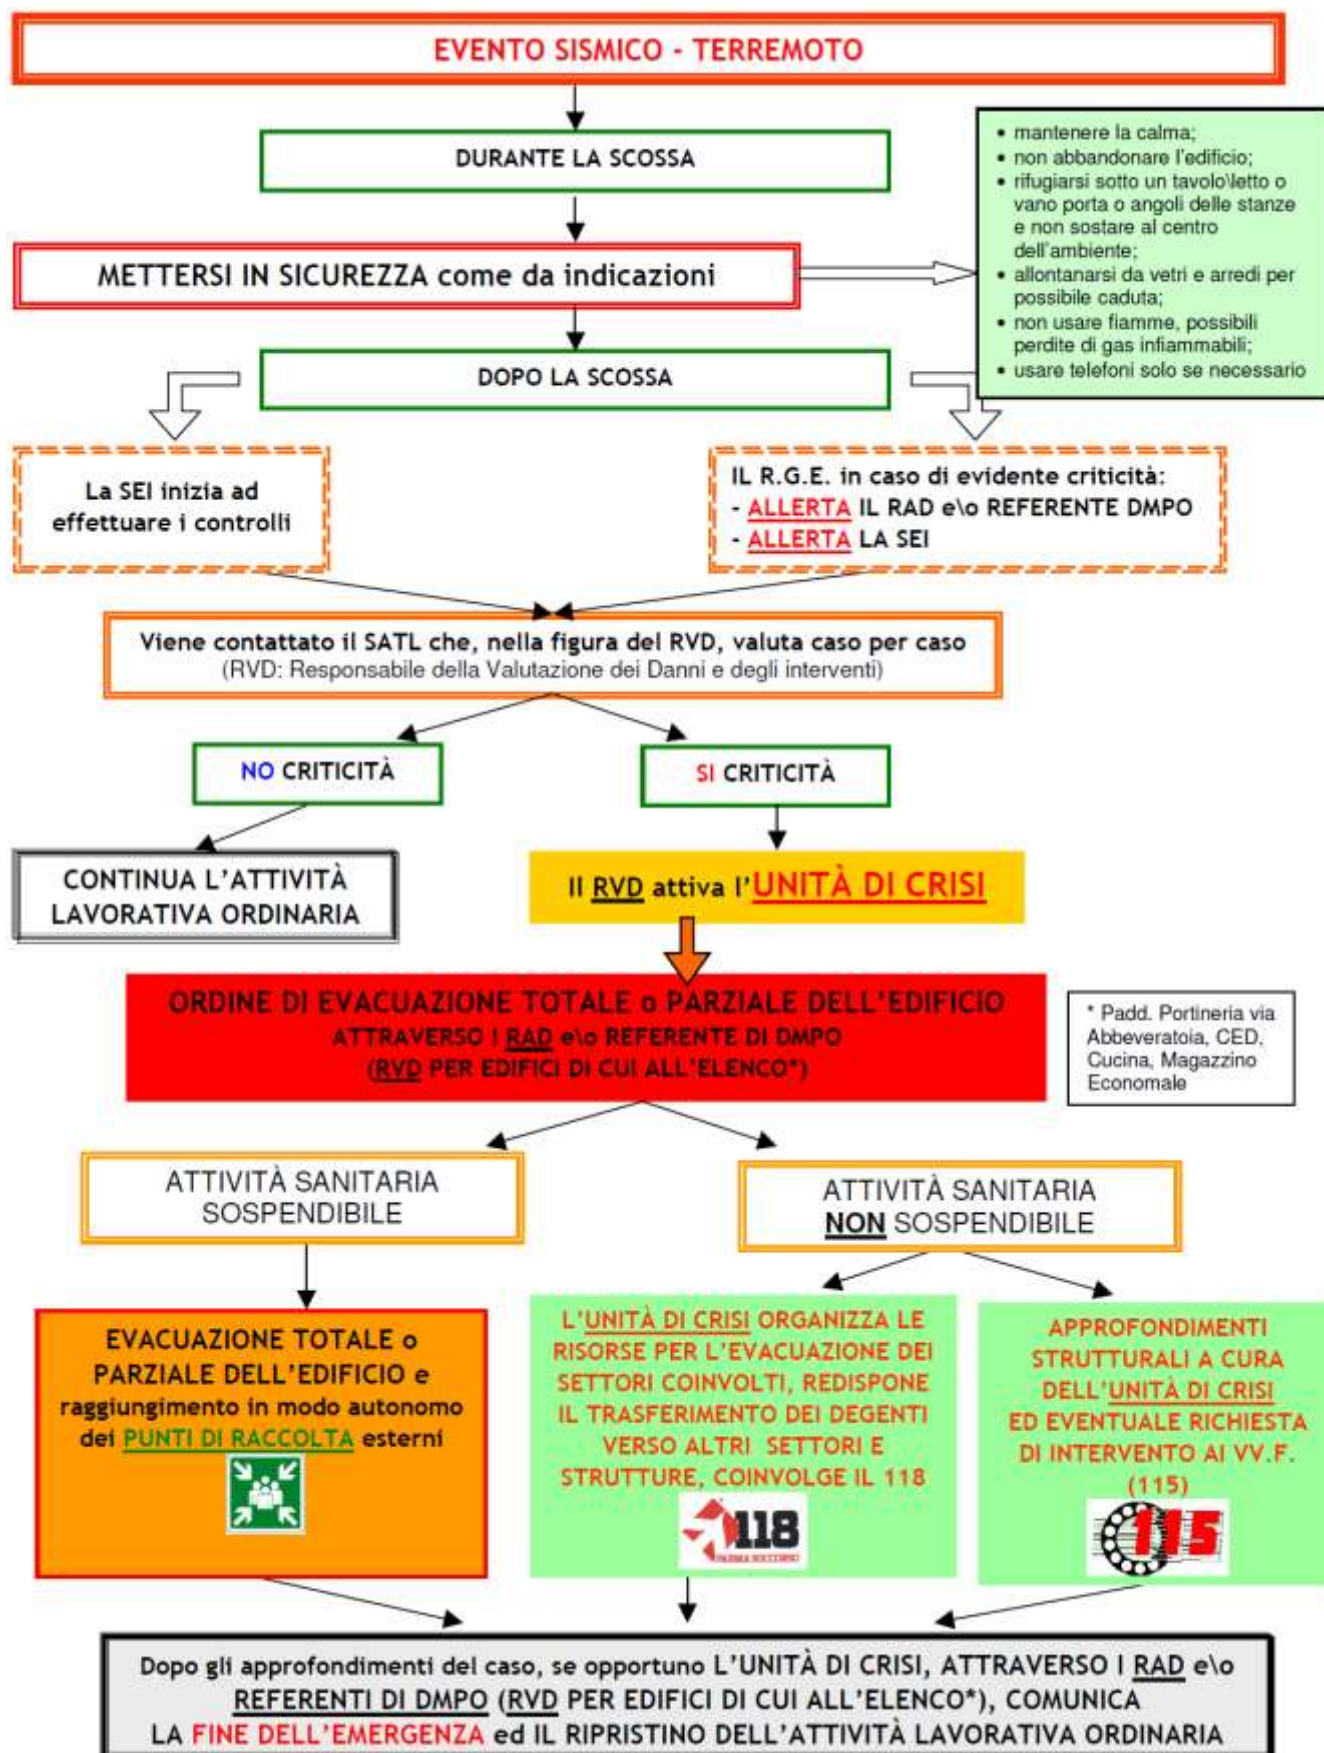 EVENTO SISMICO - TERREMOTO
DURANTE LA SCOSSA
• mantenere la calma;
• non abbandonare l'edificio;
• rifugiarsi sotto un tavolo\letto o
vano porta o angoli delle stanze
e non sostare al centro
dell'ambiente;
• allontanarsi da vetri e arredi per
possibile caduta;
• non usare fiamme, possibili
perdite di gas infiammabili;
• usare telefoni solo se necessario
METTERSI IN SICUREZZA come da indicazioni
DOPO LA SCOSSA
La SEI inizia ad
effettuare i controlli
IL R.G.E. in caso di evidente criticità:
- ALLERTA IL RAD e\o REFERENTE DMPO
- ALLERTA LA SEI
Viene contattato il SATL che, nella figura del RVD, valuta caso per caso
(RVD: Responsabile della Valutazione dei Danni e degli interventi)
NO CRITICITÀ
SI CRITICITÀ
CONTINUA L'ATTIVITÀ
LAVORATIVA ORDINARIA
Il RVD attiva l'UNITÀ DI CRISI
ORDINE DI EVACUAZIONE TOTALE o PARZIALE DELL'EDIFICIO
ATTRAVERSO I RAD e\o REFERENTE DI DMPO
(RVD PER EDIFICI DI CUI ALL'ELENCO*)
* Padd. Portineria via
Abbeveratoia, CED,
Cucina, Magazzino
Economale
ATTIVITÀ SANITARIA
SOSPENDIBILE
ATTIVITÀ SANITARIA
NON SOSPENDIBILE
EVACUAZIONE TOTALE o
PARZIALE DELL'EDIFICIO e
raggiungimento in modo autonomo
dei PUNTI DI RACCOLTA esterni
L'UNITÀ DI CRISI ORGANIZZA LE
RISORSE PER L'EVACUAZIONE DEI
SETTORI COINVOLTI, REDISPONE
IL TRASFERIMENTO DEI DEGENTI
VERSO ALTRI SETTORI E
STRUTTURE, COINVOLGE IL 118
118
PARMA SOCCORSO
APPROFONDIMENTI
STRUTTURALI A CURA
DELL'UNITÀ DI CRISI
ED EVENTUALE RICHIESTA
DI INTERVENTO AI VV.F.
(115)
115
Dopo gli approfondimenti del caso, se opportuno L'UNITÀ DI CRISI, ATTRAVERSO I RAD e\o
REFERENTI DI DMPO (RVD PER EDIFICI DI CUI ALL'ELENCO*), COMUNICA
LA FINE DELL'EMERGENZA ed IL RIPRISTINO DELL'ATTIVITÀ LAVORATIVA ORDINARIA